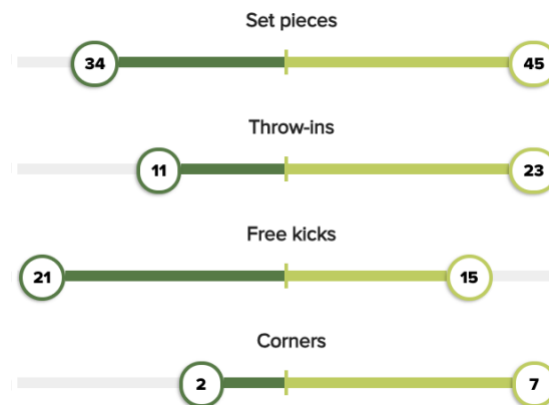 Set pieces
34 45
Throw-ins
11 23
Free kicks
21 15
Corners
2 7